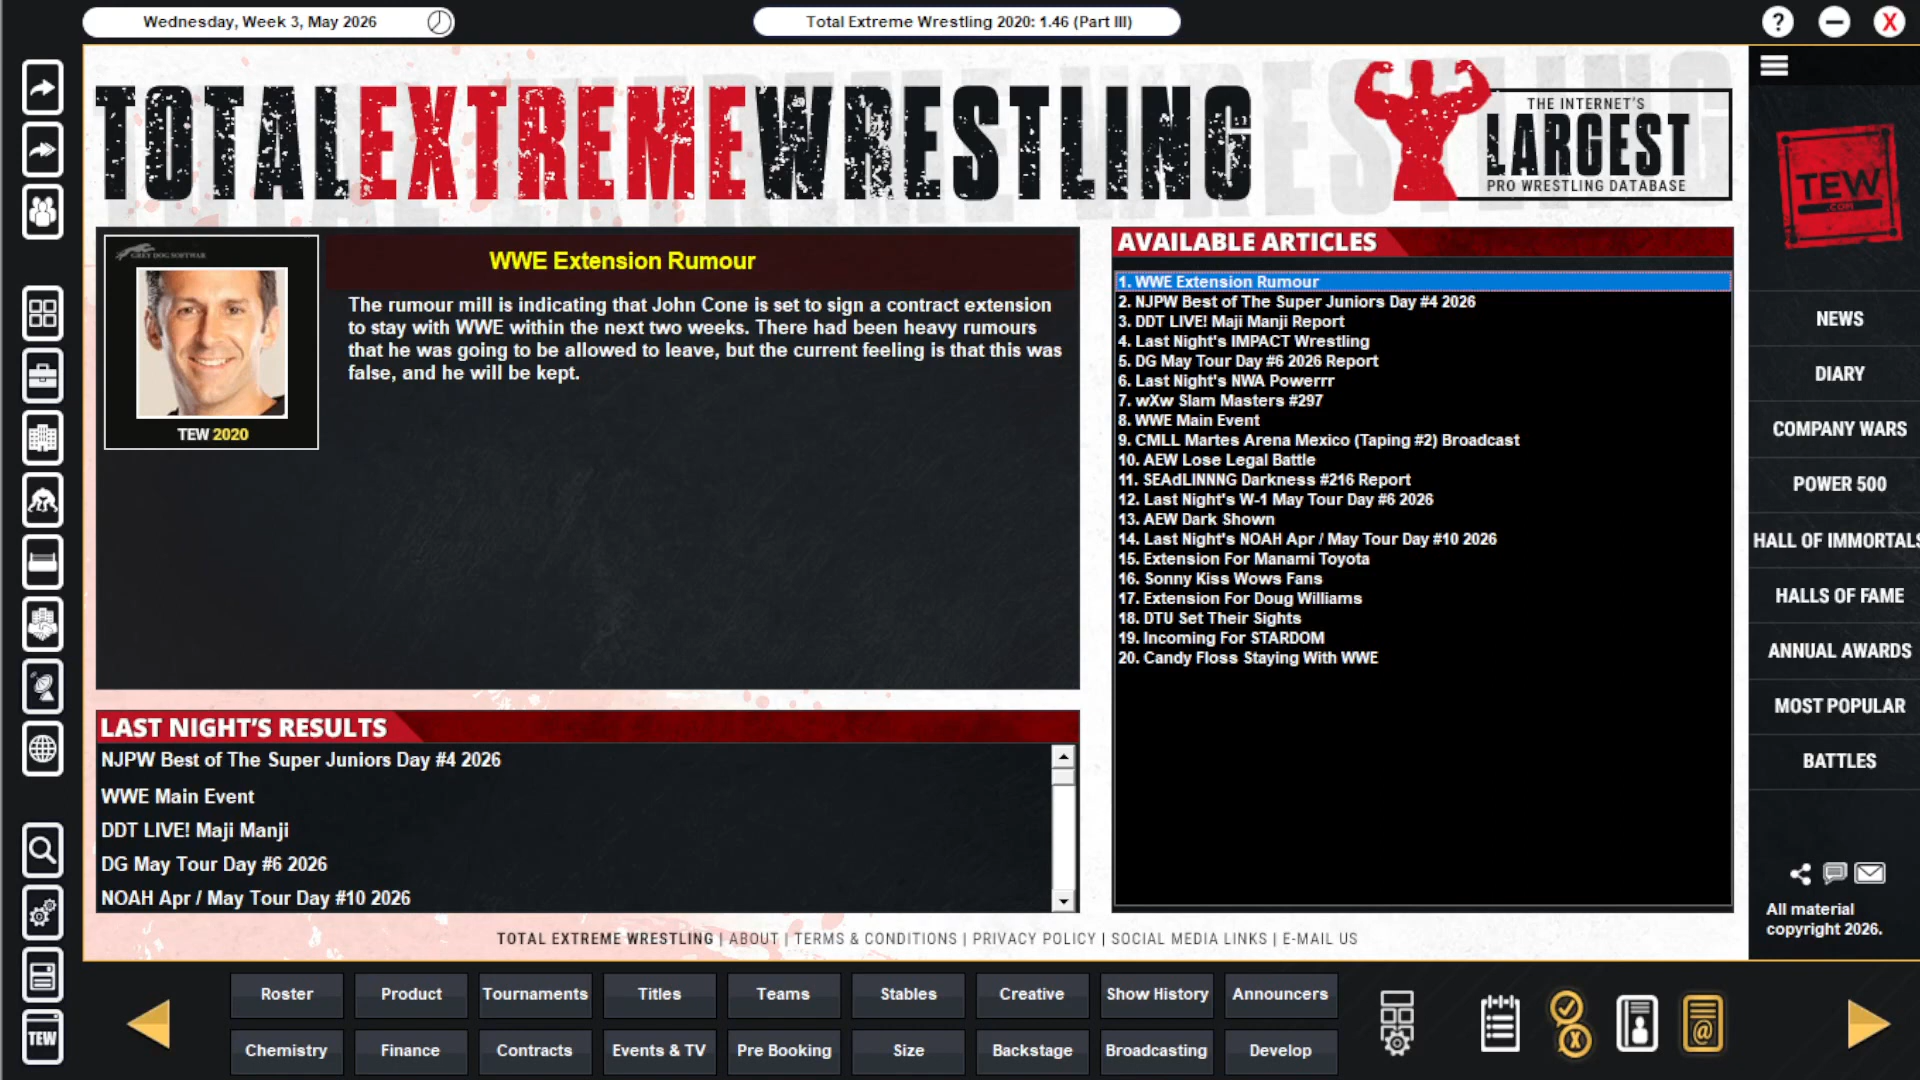 Wednesday, Week 3, May 2026
Total Extreme Wrestling 2020: 1.46 (Part III)
?
X
TOTALEXTREMEWRESTLING
THE INTERNET'S
LARGEST
PRO WRESTLING DATABASE
TEW
.COM
GREY DOG SOFTWARE
TEW 2020
WWE Extension Rumour
The rumour mill is indicating that John Cone is set to sign a contract extension
to stay with WWE within the next two weeks. There had been heavy rumours
that he was going to be allowed to leave, but the current feeling is that this was
false, and he will be kept.
AVAILABLE ARTICLES
1. WWE Extension Rumour
2. NJPW Best of The Super Juniors Day #4 2026
3. DDT LIVE! Maji Manji Report
4. Last Night's IMPACT Wrestling
5. DG May Tour Day #6 2026 Report
6. Last Night's NWA Powerrr
7. wXw Slam Masters #297
8. WWE Main Event
9. CMLL Martes Arena Mexico (Taping #2) Broadcast
10. AEW Lose Legal Battle
11. SEAdLINNNG Darkness #216 Report
12. Last Night's W-1 May Tour Day #6 2026
13. AEW Dark Shown
14. Last Night's NOAH Apr / May Tour Day #10 2026
15. Extension For Manami Toyota
16. Sonny Kiss Wows Fans
17. Extension For Doug Williams
18. DTU Set Their Sights
19. Incoming For STARDOM
20. Candy Floss Staying With WWE
LAST NIGHT'S RESULTS
NJPW Best of The Super Juniors Day #4 2026
WWE Main Event
DDT LIVE! Maji Manji
DG May Tour Day #6 2026
NOAH Apr / May Tour Day #10 2026
TOTAL EXTREME WRESTLING | ABOUT | TERMS & CONDITIONS | PRIVACY POLICY | SOCIAL MEDIA LINKS | E-MAIL US
NEWS
DIARY
COMPANY WARS
POWER 500
HALL OF IMMORTALS
HALLS OF FAME
ANNUAL AWARDS
MOST POPULAR
BATTLES
All material
copyright 2026.
TEW
Roster
Product
Tournaments
Titles
Teams
Stables
Creative
Show History
Announcers
Chemistry
Finance
Contracts
Events & TV
Pre Booking
Size
Backstage
Broadcasting
Develop